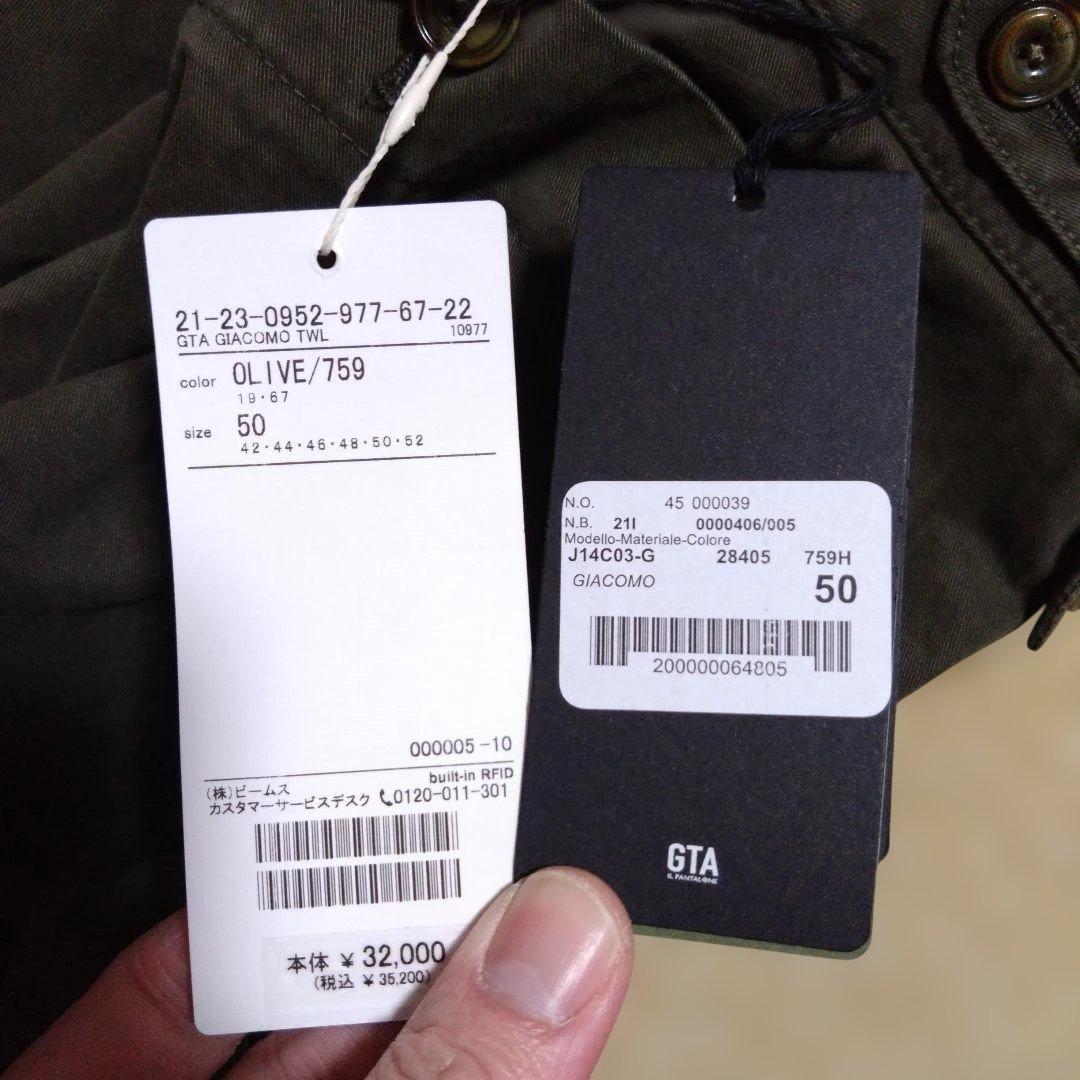 21-23-0952-977-67-22
GTA GIACOMO TWL 10977
color OLIVE/759
19・67
size 50
42・44・46・48・50・52
000005-10
built-in RFID
(株)ビームス
カスタマーサービスデスク 0120-011-301
本体 ¥ 32,000
(税込 ¥ 35,200)
N.O. 45 000039
N.B. 21I 0000406/005
Modello-Materiale-Colore
J14C03-G 28405 759H
GIACOMO 50
200000064805
GTA
IL PANTALONE